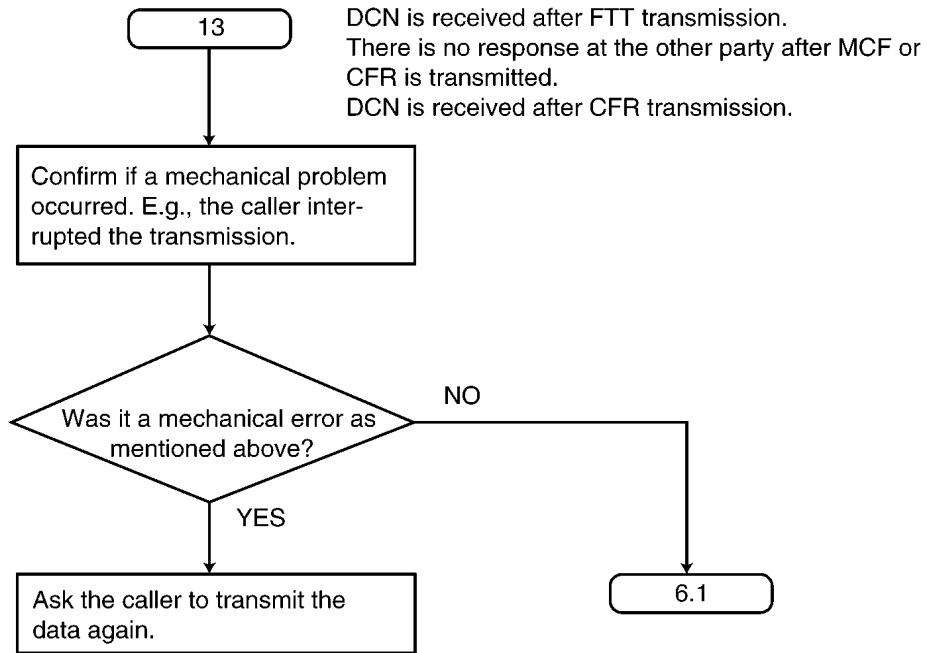 13
DCN is received after FTT transmission.
There is no response at the other party after MCF or
CFR is transmitted.
DCN is received after CFR transmission.
Confirm if a mechanical problem
occurred. E.g., the caller inter-
rupted the transmission.
Was it a mechanical error as
mentioned above?
NO
YES
Ask the caller to transmit the
data again.
6.1